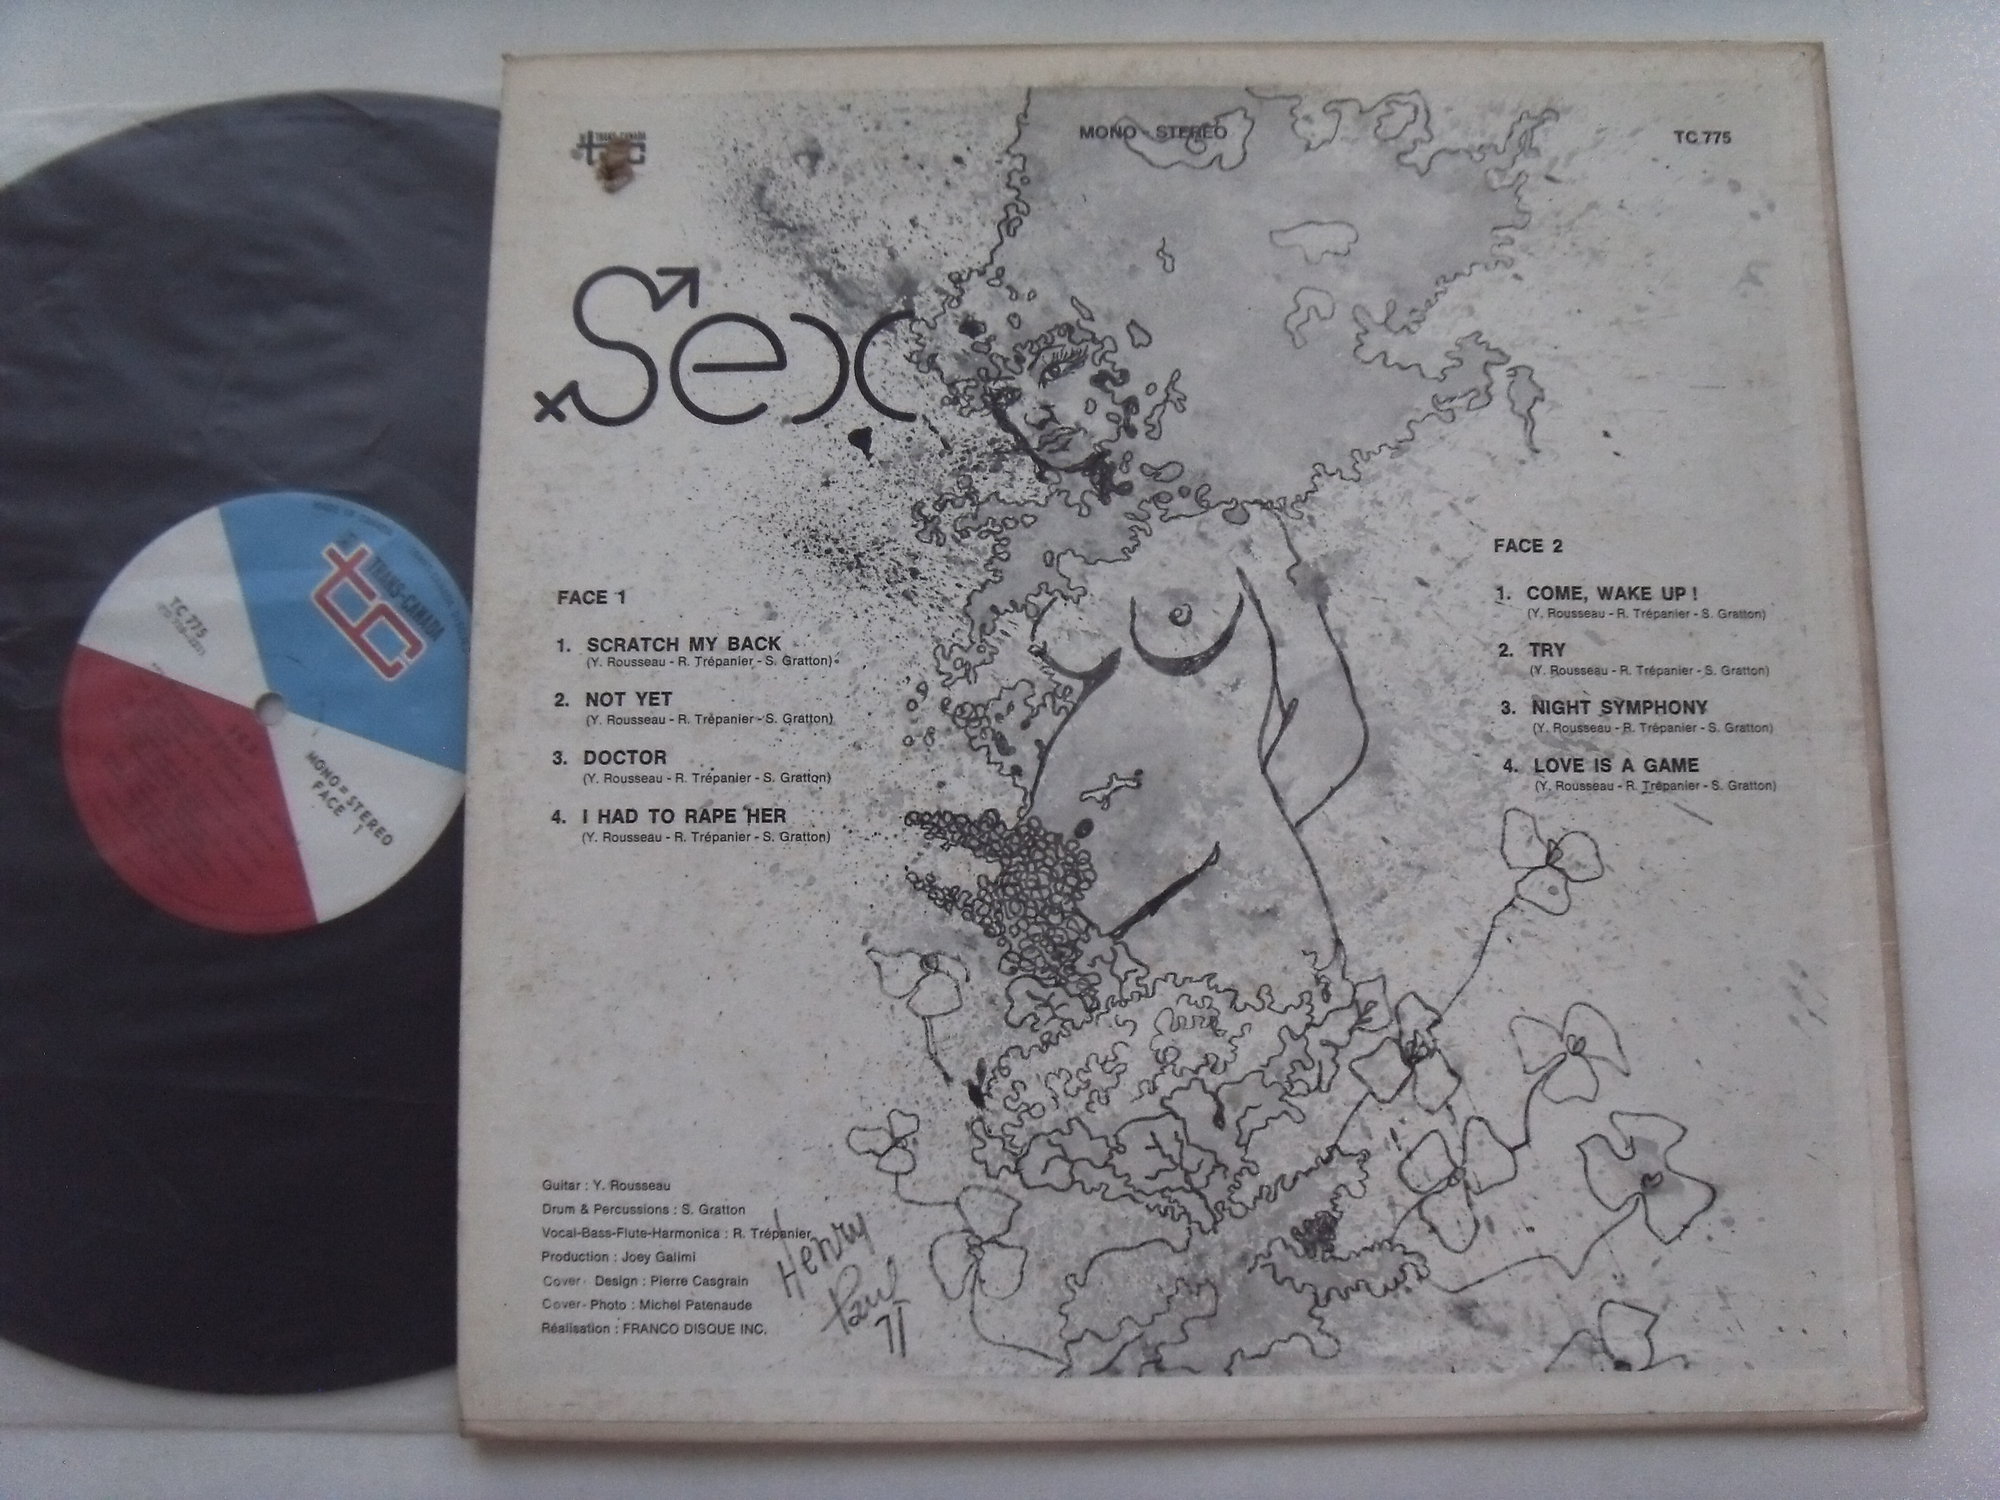 TRANS-CANADA
tc
MONO - STEREO
TC 775
Sex
FACE 1
1. SCRATCH MY BACK
(Y. Rousseau - R. Trépanier - S. Gratton)
2. NOT YET
(Y. Rousseau - R. Trépanier - S. Gratton)
3. DOCTOR
(Y. Rousseau - R. Trépanier - S. Gratton)
4. I HAD TO RAPE HER
(Y. Rousseau - R. Trépanier - S. Gratton)
FACE 2
1. COME, WAKE UP !
(Y. Rousseau - R. Trépanier - S. Gratton)
2. TRY
(Y. Rousseau - R. Trépanier - S. Gratton)
3. NIGHT SYMPHONY
(Y. Rousseau - R. Trépanier - S. Gratton)
4. LOVE IS A GAME
(Y. Rousseau - R. Trépanier - S. Gratton)
Guitar : Y. Rousseau
Drum & Percussions : S. Gratton
Vocal-Bass-Flute-Harmonica : R. Trépanier
Production : Joey Galimi
Cover - Design : Pierre Casgrain
Cover - Photo : Michel Patenaude
Réalisation : FRANCO DISQUE INC.
Henry
Paul
71
TRANS-CANADA
tc
TC 775
MONO = STEREO
FACE 1